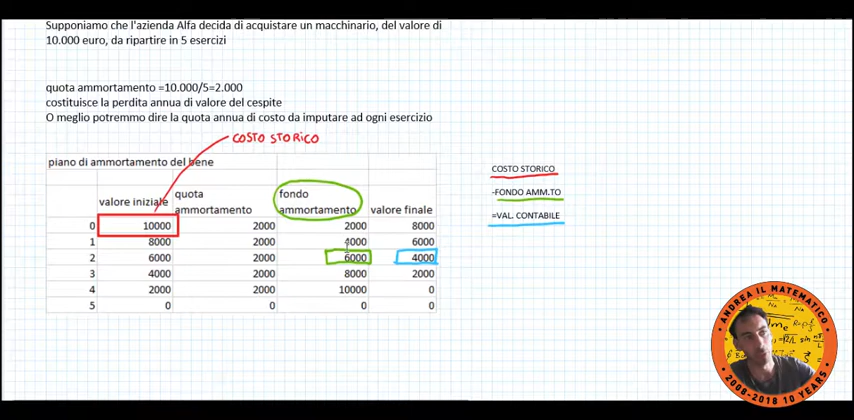 Supponiamo che l'azienda Alfa decida di acquistare un macchinario, del valore di
10.000 euro, da ripartire in 5 esercizi
quota ammortamento =10.000/5=2.000
costituisce la perdita annua di valore del cespite
O meglio potremmo dire la quota annua di costo da imputare ad ogni esercizio
COSTO STORICO
piano di ammortamento del bene
valore iniziale quota ammortamento fondo ammortamento valore finale
0 10000 2000 2000 8000
1 8000 2000 4000 6000
2 6000 2000 6000 4000
3 4000 2000 8000 2000
4 2000 2000 10000 0
5 0 0 0 0
COSTO STORICO
-FONDO AMM.TO
=VAL. CONTABILE
ANDREA IL MATEMATICO
2008-2018 10 YEARS